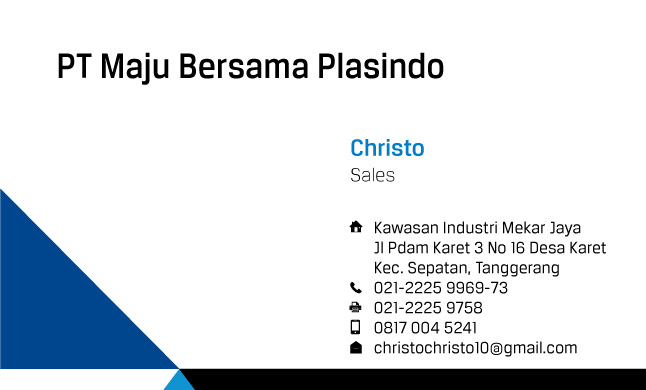 PT Maju Bersama Plasindo
Christo
Sales
Kawasan Industri Mekar Jaya
Jl Pdam Karet 3 No 16 Desa Karet
Kec. Sepatan, Tanggerang
021-2225 9969-73
021-2225 9758
0817 004 5241
christochristo10@gmail.com